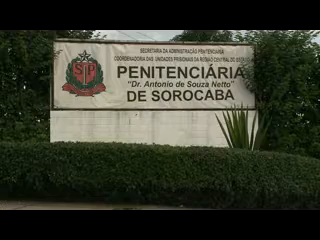 SECRETARIA DA ADMINISTRAÇÃO PENITENCIÁRIA
COORDENADORIA DAS UNIDADES PRISIONAIS DA REGIÃO CENTRAL DO ESTADO
PENITENCIÁRIA
"Dr. Antonio de Souza Netto"
DE SOROCABA
SP